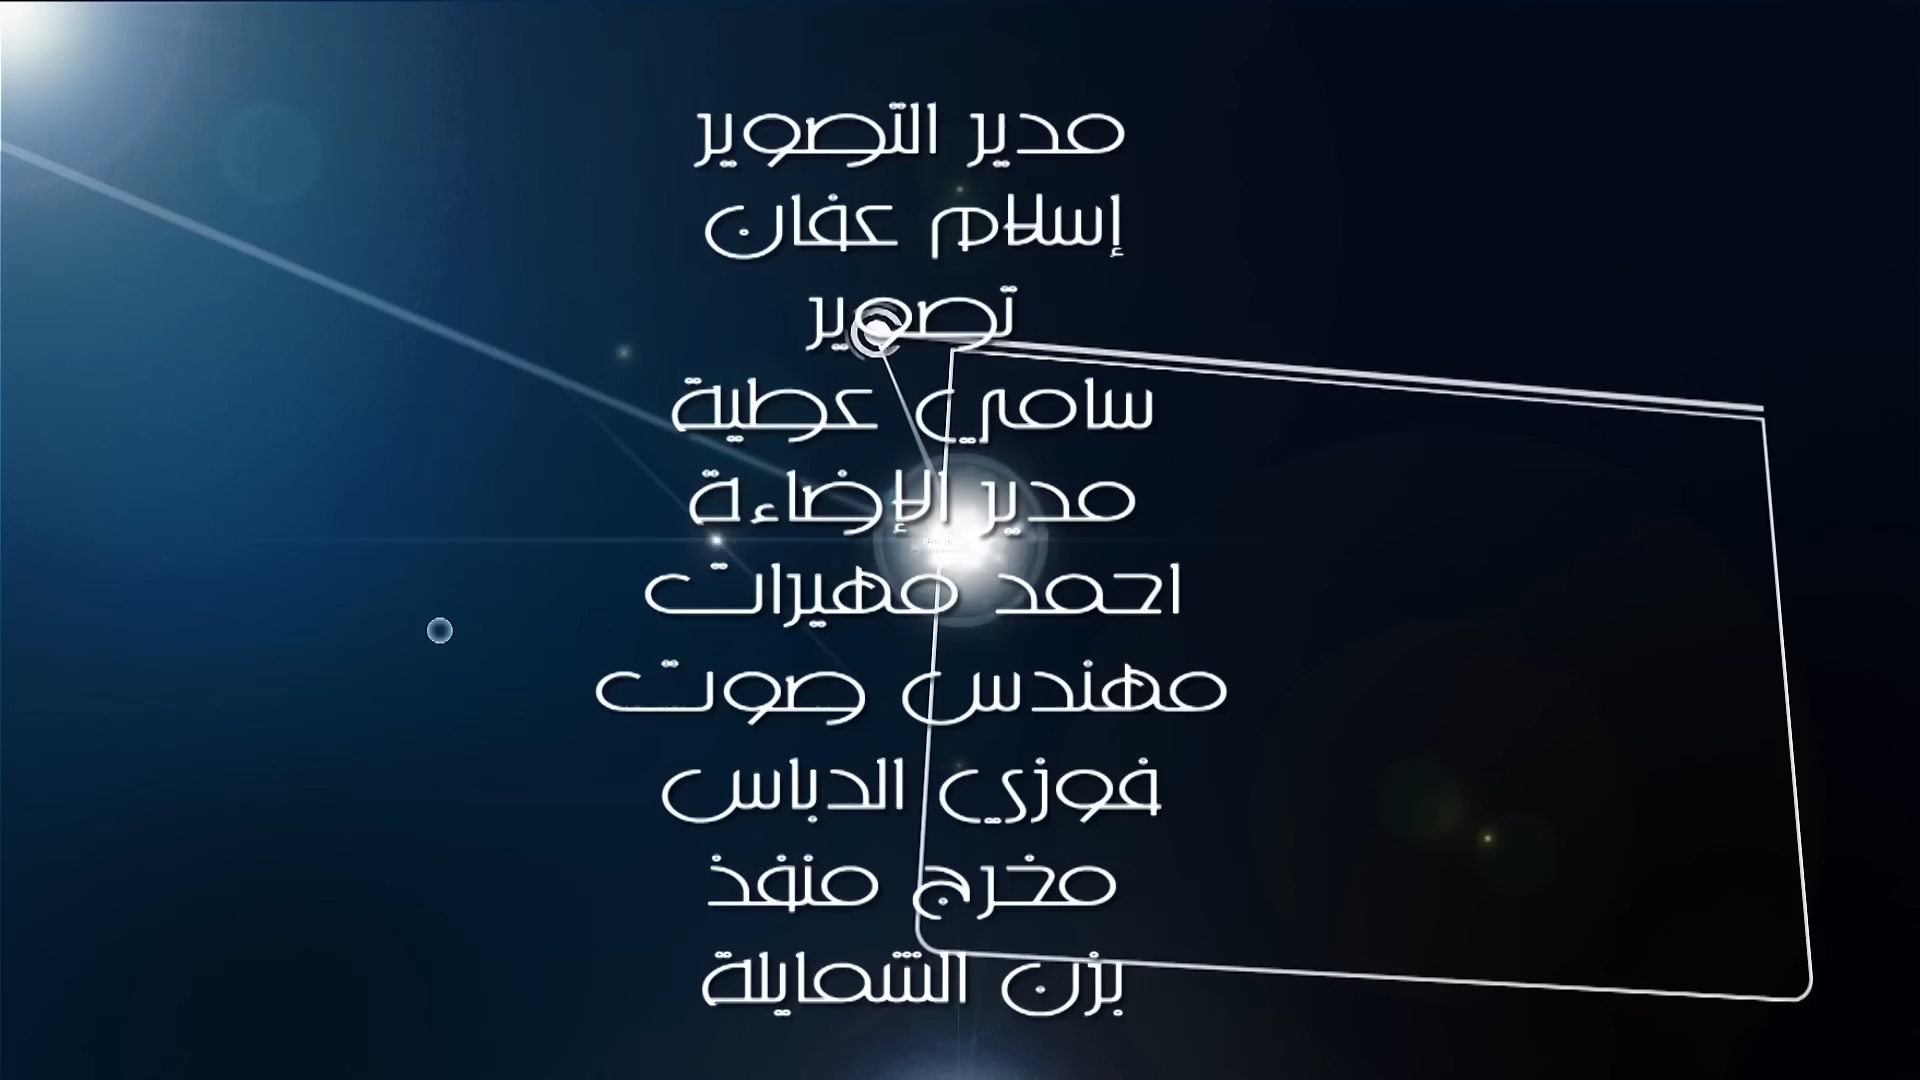 مدير التصوير
إسلام عفان
تصوير
سامي عطية
مدير الإضاءة
احمد مهيرات
مهندس صوت
فوزي الدباس
مخرج منفذ
بزن الشمايلة